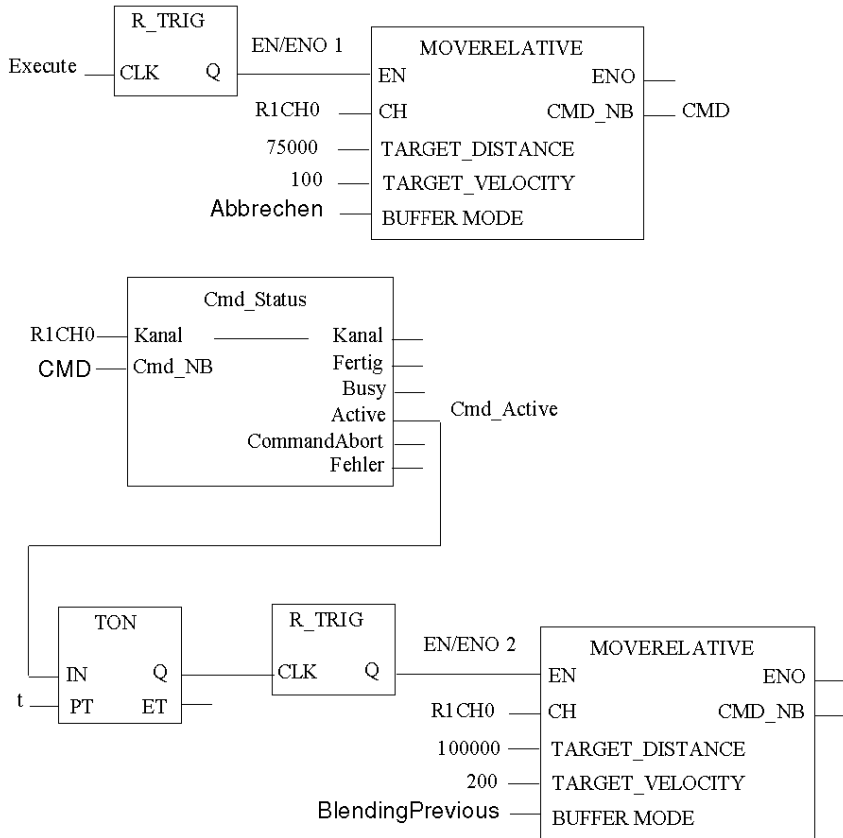 R_TRIG
Execute CLK Q
EN/ENO 1
MOVERELATIVE
EN ENO
R1CH0 CH CMD_NB CMD
75000 TARGET_DISTANCE
100 TARGET_VELOCITY
Abbrechen BUFFER MODE
Cmd_Status
R1CH0 Kanal Kanal
CMD Cmd_NB Fertig
Busy
Active Cmd_Active
CommandAbort
Fehler
TON
IN Q
t PT ET
R_TRIG
CLK Q
EN/ENO 2
MOVERELATIVE
EN ENO
R1CH0 CH CMD_NB
100000 TARGET_DISTANCE
200 TARGET_VELOCITY
BlendingPrevious BUFFER MODE